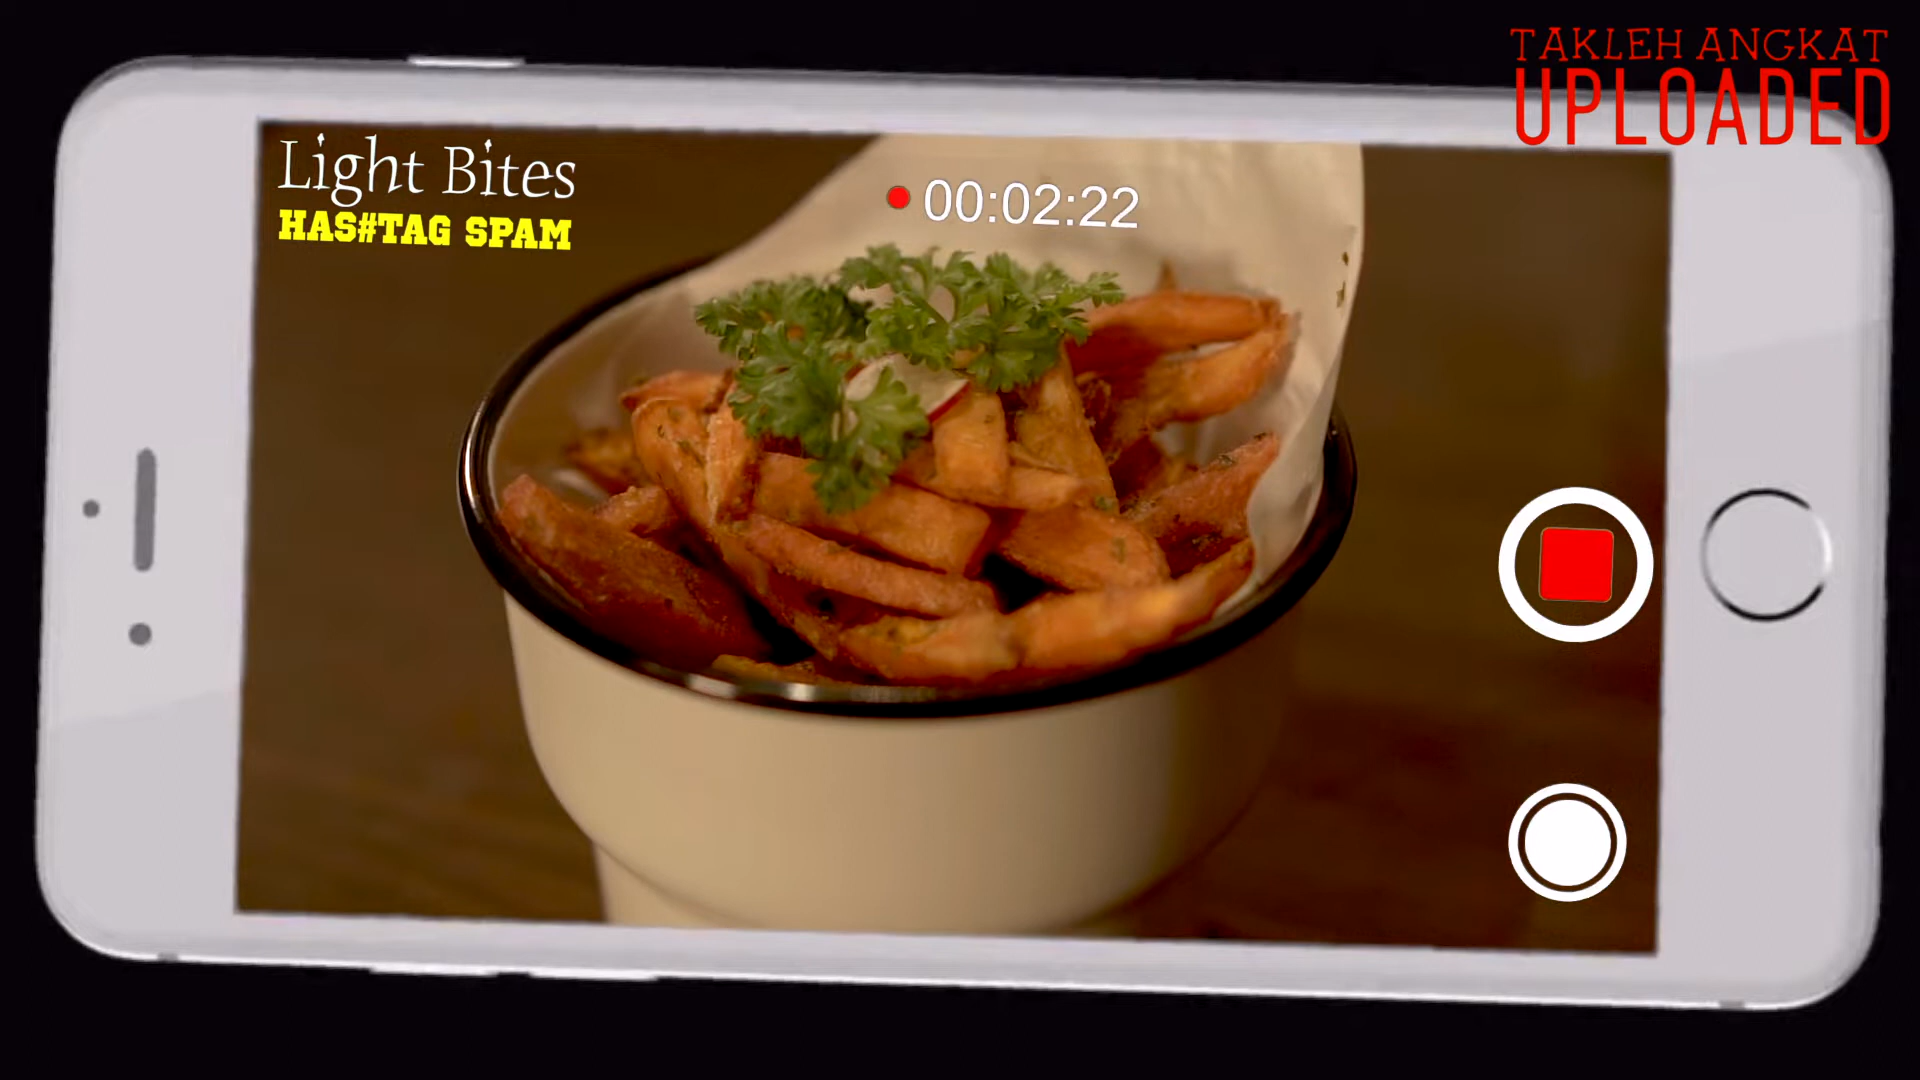 TAKLEH ANGKAT
UPLOADED
Light Bites
HAS#TAG SPAM
00:02:22